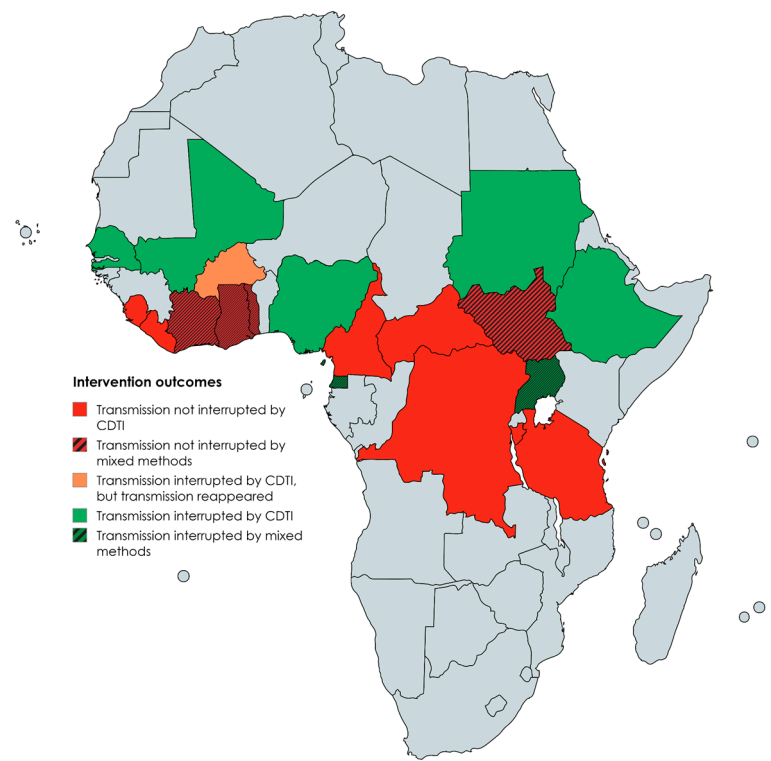 Intervention outcomes
Transmission not interrupted by
CDTI
Transmission not interrupted by
mixed methods
Transmission interrupted by CDTI,
but transmission reappeared
Transmission interrupted by CDTI
Transmission interrupted by mixed
methods